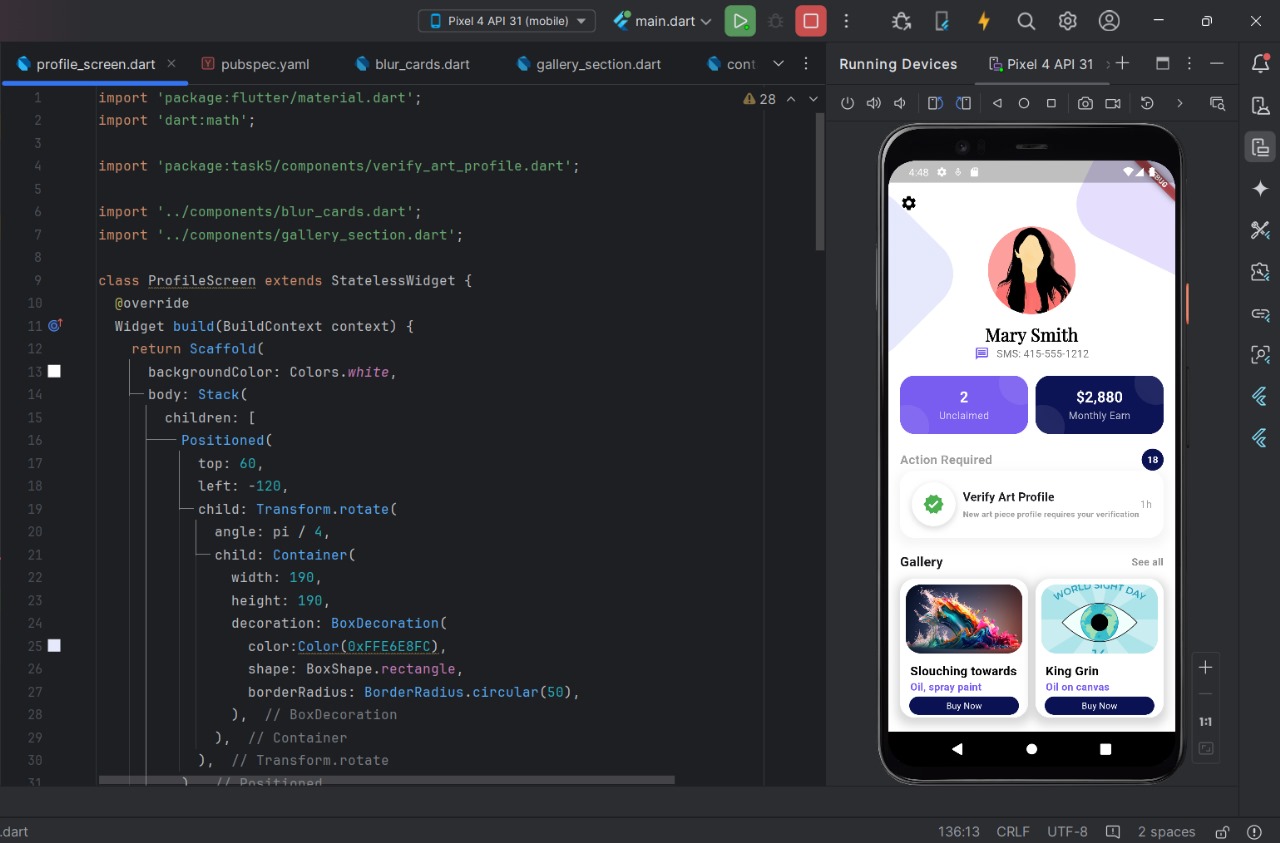 Pixel 4 API 31 (mobile)
main.dart
profile_screen.dart
pubspec.yaml
blur_cards.dart
gallery_section.dart
cont
Running Devices
Pixel 4 API 31
28
1 import 'package:flutter/material.dart';
2 import 'dart:math';
3
4 import 'package:task5/components/verify_art_profile.dart';
5
6 import '../components/blur_cards.dart';
7 import '../components/gallery_section.dart';
8
9 class ProfileScreen extends StatelessWidget {
10 @override
11 Widget build(BuildContext context) {
12 return Scaffold(
13 backgroundColor: Colors.white,
14 body: Stack(
15 children: [
16 Positioned(
17 top: 60,
18 left: -120,
19 child: Transform.rotate(
20 angle: pi / 4,
21 child: Container(
22 width: 190,
23 height: 190,
24 decoration: BoxDecoration(
25 color:Color(0xFFE6E8FC),
26 shape: BoxShape.rectangle,
27 borderRadius: BorderRadius.circular(50),
28 ), // BoxDecoration
29 ), // Container
30 ), // Transform.rotate
31 ) // Positioned
4:48
Mary Smith
SMS: 415-555-1212
2
Unclaimed
$2,880
Monthly Earn
Action Required
18
Verify Art Profile
1h
New art piece profile requires your verification
Gallery
See all
WORLD SIGHT DAY
Slouching towards
Oil, spray paint
Buy Now
King Grin
Oil on canvas
Buy Now
1:1
.dart
136:13
CRLF
UTF-8
2 spaces